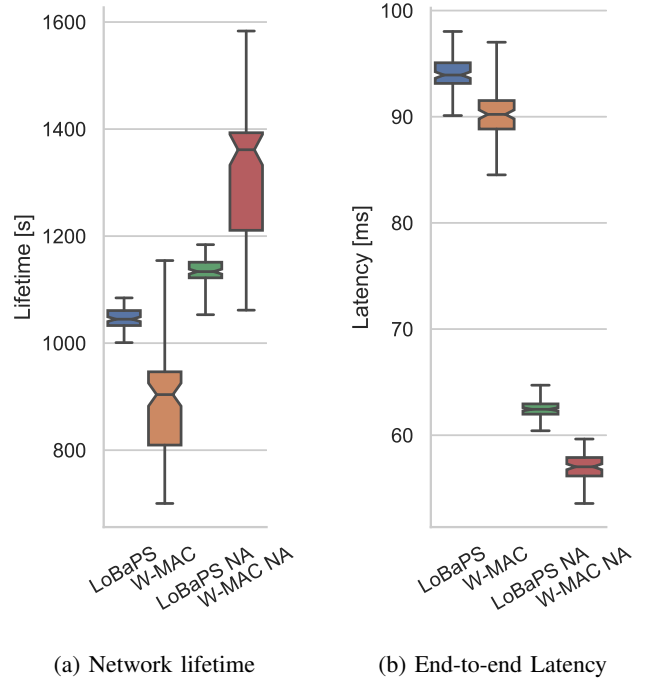 1600
1400
1200
1000
800
Lifetime [s]
LoBaPS
W-MAC
LoBaPS NA
W-MAC NA
(a) Network lifetime
100
90
80
70
60
Latency [ms]
LoBaPS
W-MAC
LoBaPS NA
W-MAC NA
(b) End-to-end Latency